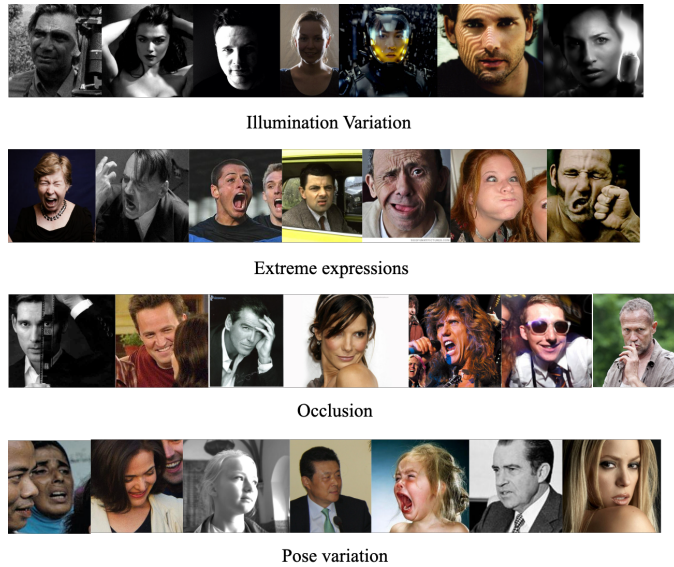 Illumination Variation
Extreme expressions
Occlusion
Pose variation